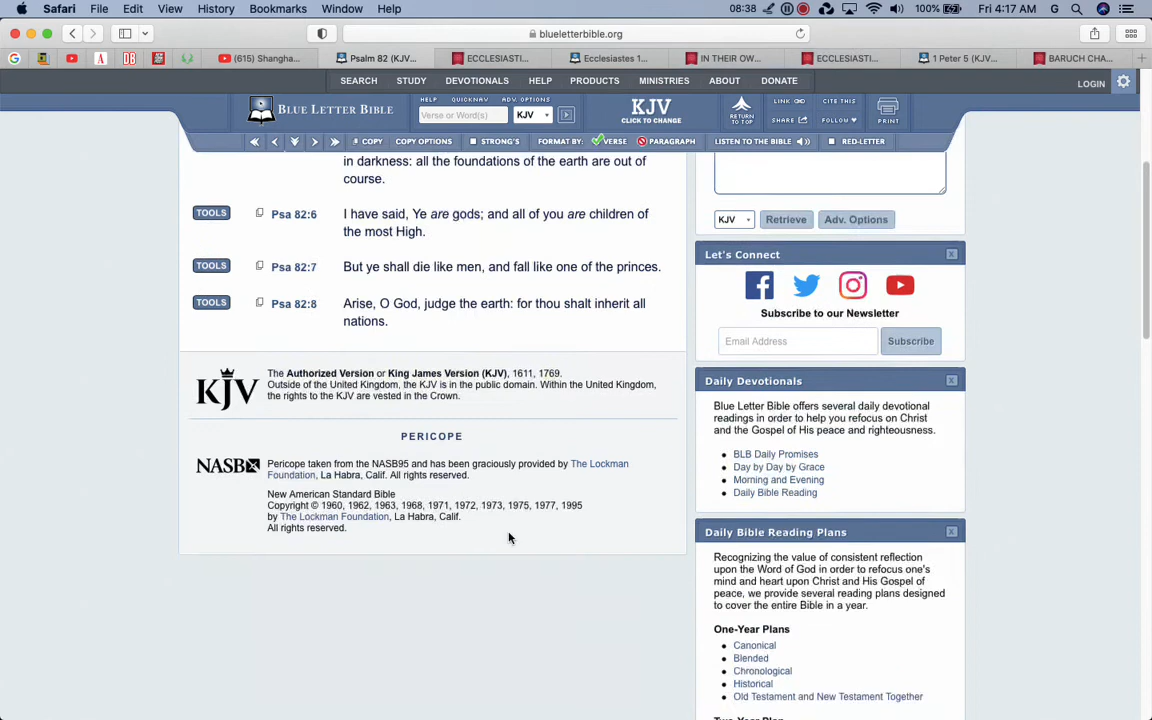 Safari File Edit View History Bookmarks Window Help 08:38 100% Fri 4:17 AM G
blueletterbible.org
(615) Shangha... Psalm 82 (KJV... ECCLESIASTI... Ecclesiastes 1... IN THEIR OW... ECCLESIASTI... 1 Peter 5 (KJV... BARUCH CHA...
SEARCH STUDY DEVOTIONALS HELP PRODUCTS MINISTRIES ABOUT DONATE LOGIN
BLUE LETTER BIBLE
HELP QUICKNAV ADV. OPTIONS
Verse or Word(s) KJV
KJV
CLICK TO CHANGE
RETURN
TO TOP
LINK CITE THIS
SHARE FOLLOW PRINT
COPY COPY OPTIONS STRONG'S FORMAT BY: VERSE PARAGRAPH LISTEN TO THE BIBLE RED-LETTER
in darkness: all the foundations of the earth are out of
course.
TOOLS Psa 82:6 I have said, Ye are gods; and all of you are children of
the most High.
TOOLS Psa 82:7 But ye shall die like men, and fall like one of the princes.
TOOLS Psa 82:8 Arise, O God, judge the earth: for thou shalt inherit all
nations.
KJV
The Authorized Version or King James Version (KJV), 1611, 1769.
Outside of the United Kingdom, the KJV is in the public domain. Within the United Kingdom,
the rights to the KJV are vested in the Crown.
PERICOPE
NASB
Pericope taken from the NASB95 and has been graciously provided by The Lockman
Foundation, La Habra, Calif. All rights reserved.
New American Standard Bible
Copyright © 1960, 1962, 1963, 1968, 1971, 1972, 1973, 1975, 1977, 1995
by The Lockman Foundation, La Habra, Calif.
All rights reserved.
KJV Retrieve Adv. Options
Let's Connect
Subscribe to our Newsletter
Email Address Subscribe
Daily Devotionals
Blue Letter Bible offers several daily devotional
readings in order to help you refocus on Christ
and the Gospel of His peace and righteousness.
BLB Daily Promises
Day by Day by Grace
Morning and Evening
Daily Bible Reading
Daily Bible Reading Plans
Recognizing the value of consistent reflection
upon the Word of God in order to refocus one's
mind and heart upon Christ and His Gospel of
peace, we provide several reading plans designed
to cover the entire Bible in a year.
One-Year Plans
Canonical
Blended
Chronological
Historical
Old Testament and New Testament Together